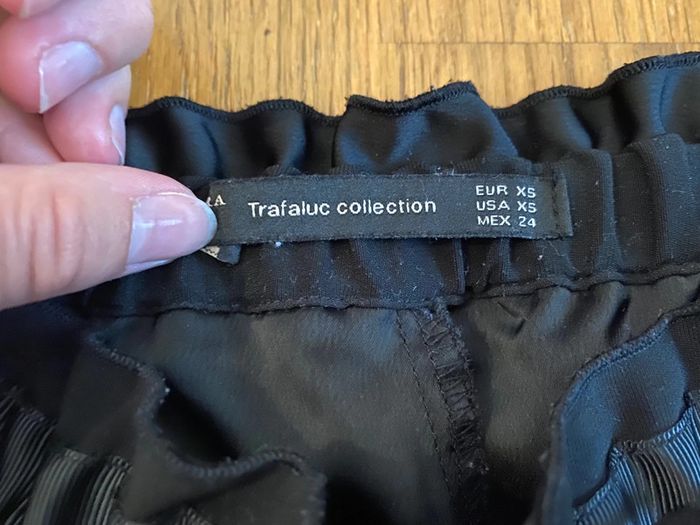 Trafaluc collection
EUR XS
USA XS
MEX 24